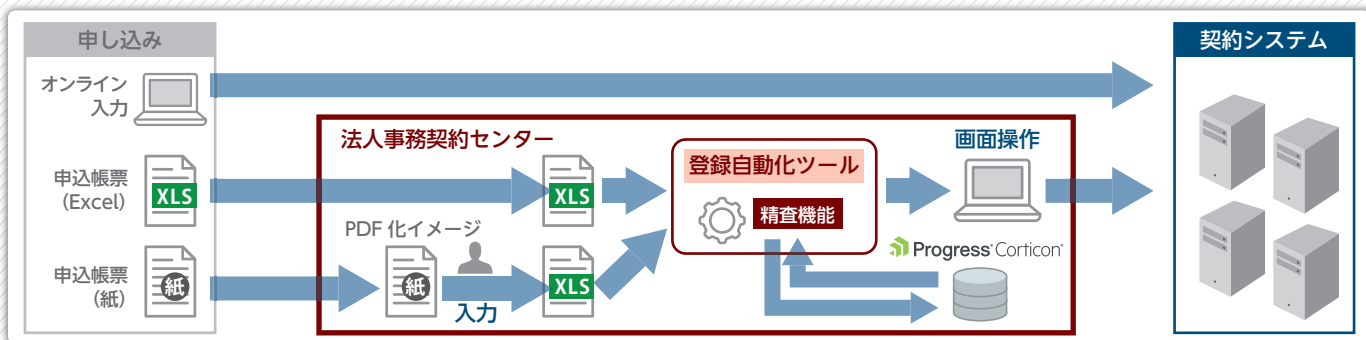 申し込み
オンライン
入力
申込帳票
（Excel）
XLS
申込帳票
（紙）
紙
法人事務契約センター
XLS
PDF 化イメージ
紙
入力
XLS
登録自動化ツール
精査機能
画面操作
Progress® Corticon®
契約システム